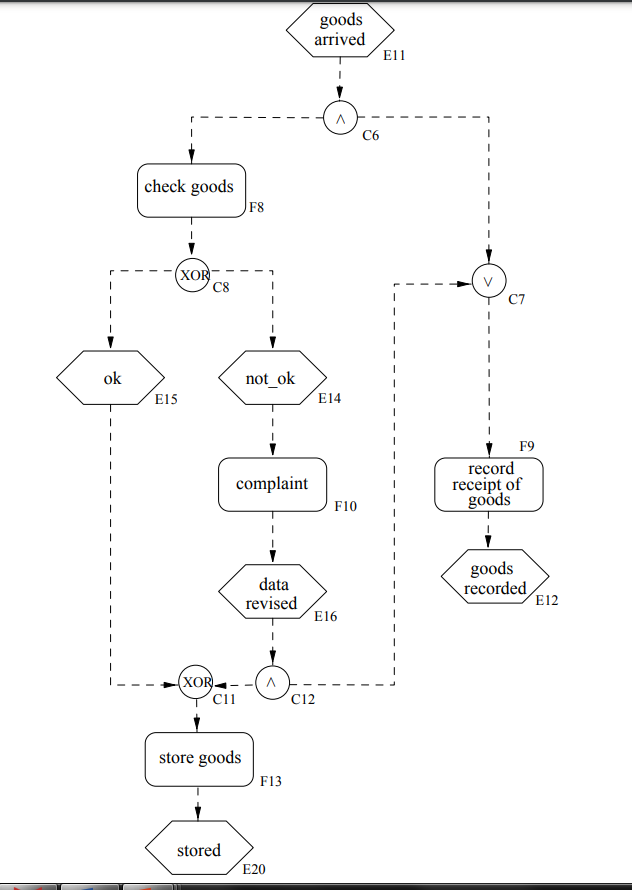 goods
arrived
E11
∧
C6
check goods
F8
XOR
C8
∨
C7
ok
E15
not_ok
E14
F9
record
receipt of
goods
complaint
F10
goods
recorded
E12
data
revised
E16
XOR
C11
∧
C12
store goods
F13
stored
E20